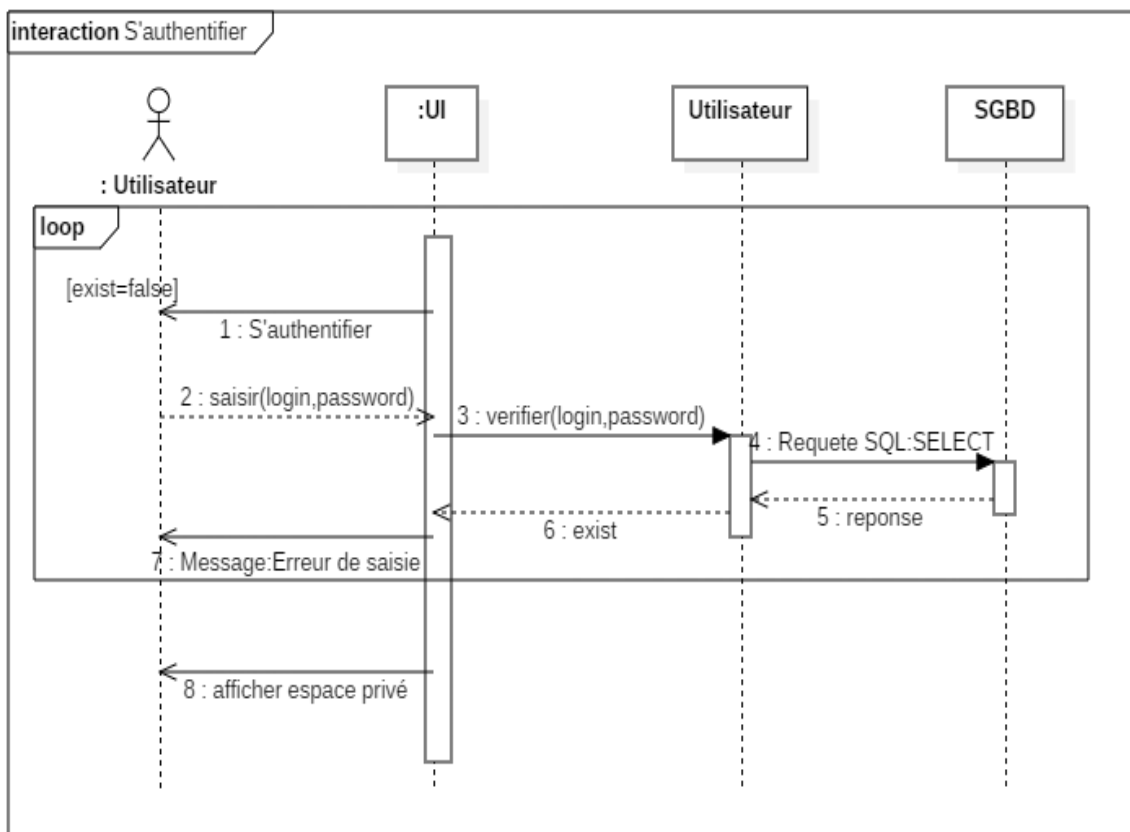 interaction S'authentifier
:UI
Utilisateur
SGBD
: Utilisateur
loop
[exist=false]
1 : S'authentifier
2 : saisir(login,password)
3 : verifier(login,password)
4 : Requete SQL:SELECT
5 : reponse
6 : exist
7 : Message:Erreur de saisie
8 : afficher espace privé